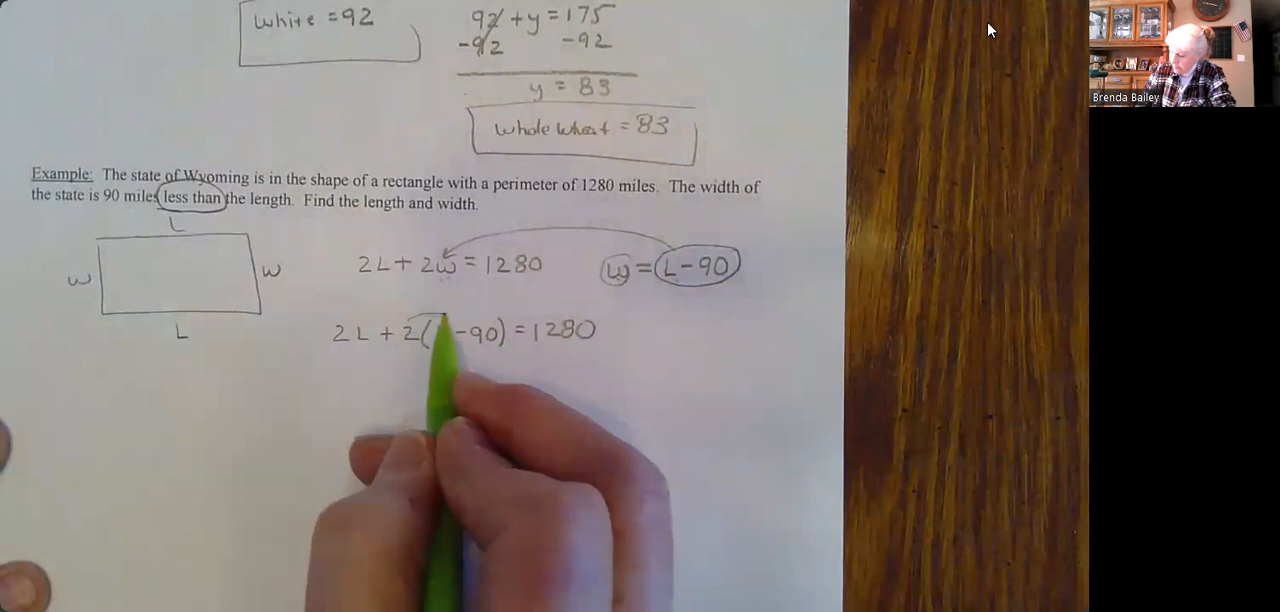 white = 92
92 + y = 175
-92 -92
y = 83
whole wheat = 83
Example: The state of Wyoming is in the shape of a rectangle with a perimeter of 1280 miles. The width of
the state is 90 miles less than the length. Find the length and width.
L
w
w
L
2L + 2w = 1280
w = L - 90
2L + 2( -90) = 1280
Brenda Bailey